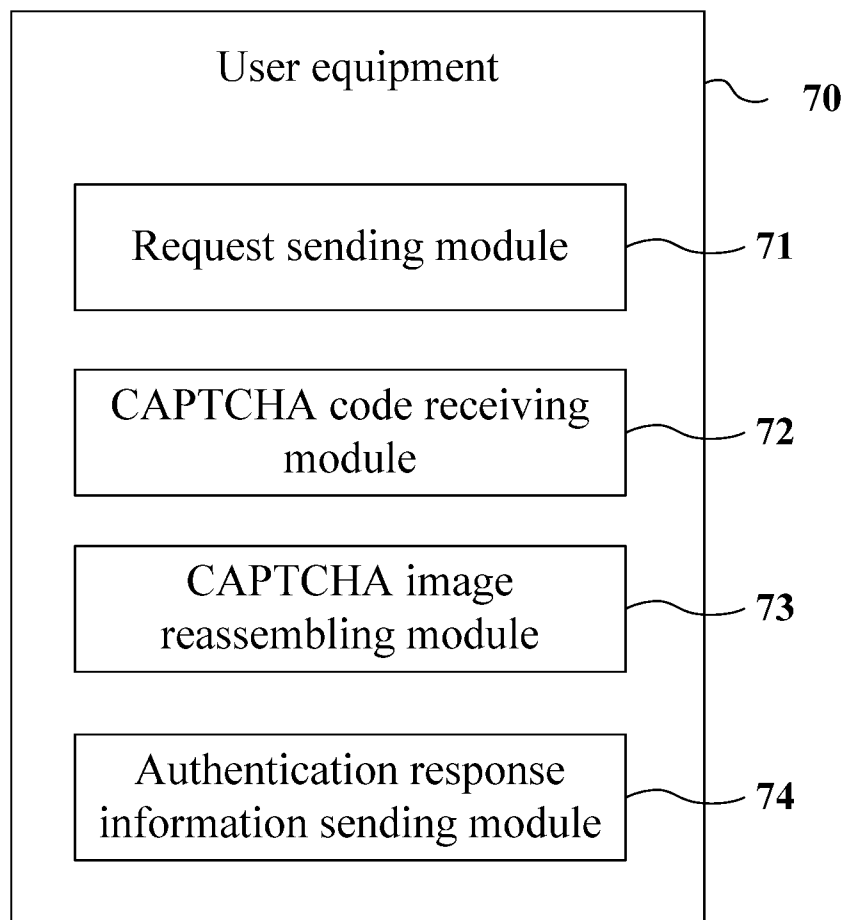 User equipment
70
Request sending module
71
CAPTCHA code receiving
module
72
CAPTCHA image
reassembling module
73
Authentication response
information sending module
74